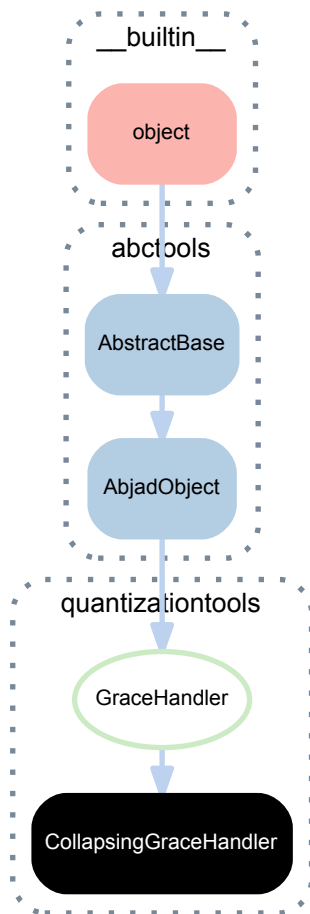 __builtin__
object
abctools
AbstractBase
AbjadObject
quantizationtools
GraceHandler
CollapsingGraceHandler